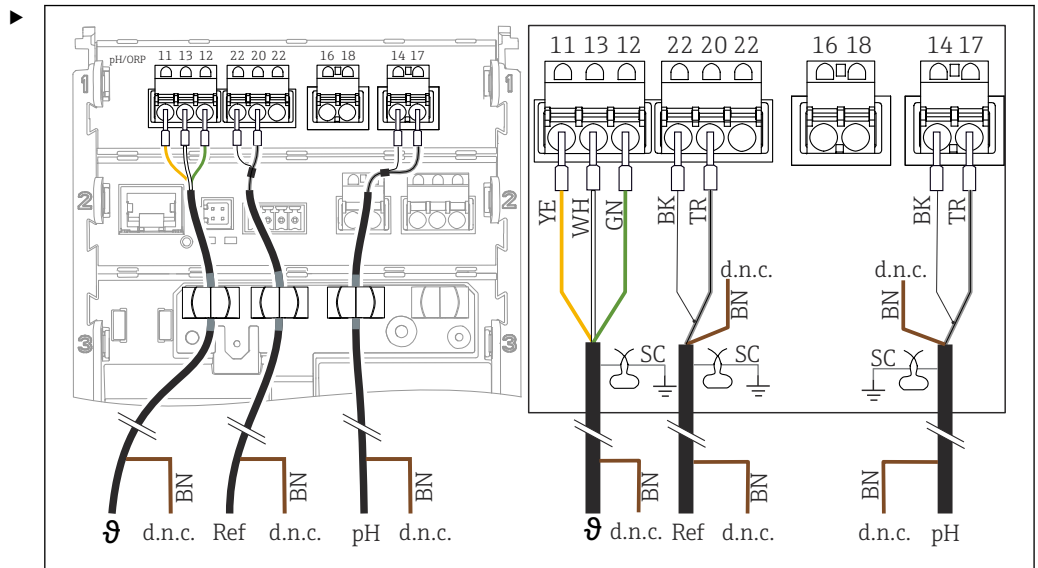 11 13 12 22 20 22 16 18 14 17
pH/ORP 11 13 12 22 20 22 16 18 14 17
1 1
2 2
3 3
YE WH GN BK TR BK TR
d.n.c. d.n.c.
BN BN
SC SC SC
BN BN BN BN BN BN
ϑ d.n.c. Ref d.n.c. pH d.n.c. ϑ d.n.c. Ref d.n.c. d.n.c. pH